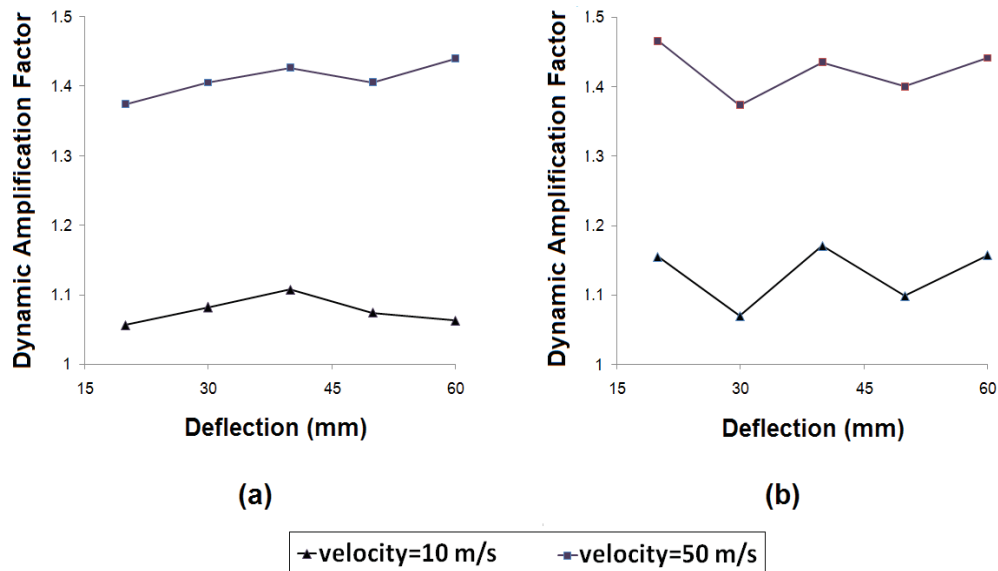 Dynamic Amplification Factor
1.5
1.4
1.3
1.2
1.1
1
15
30
45
60
Deflection (mm)
(a)
Dynamic Amplification Factor
1.5
1.4
1.3
1.2
1.1
1
15
30
45
60
Deflection (mm)
(b)
velocity=10 m/s
velocity=50 m/s